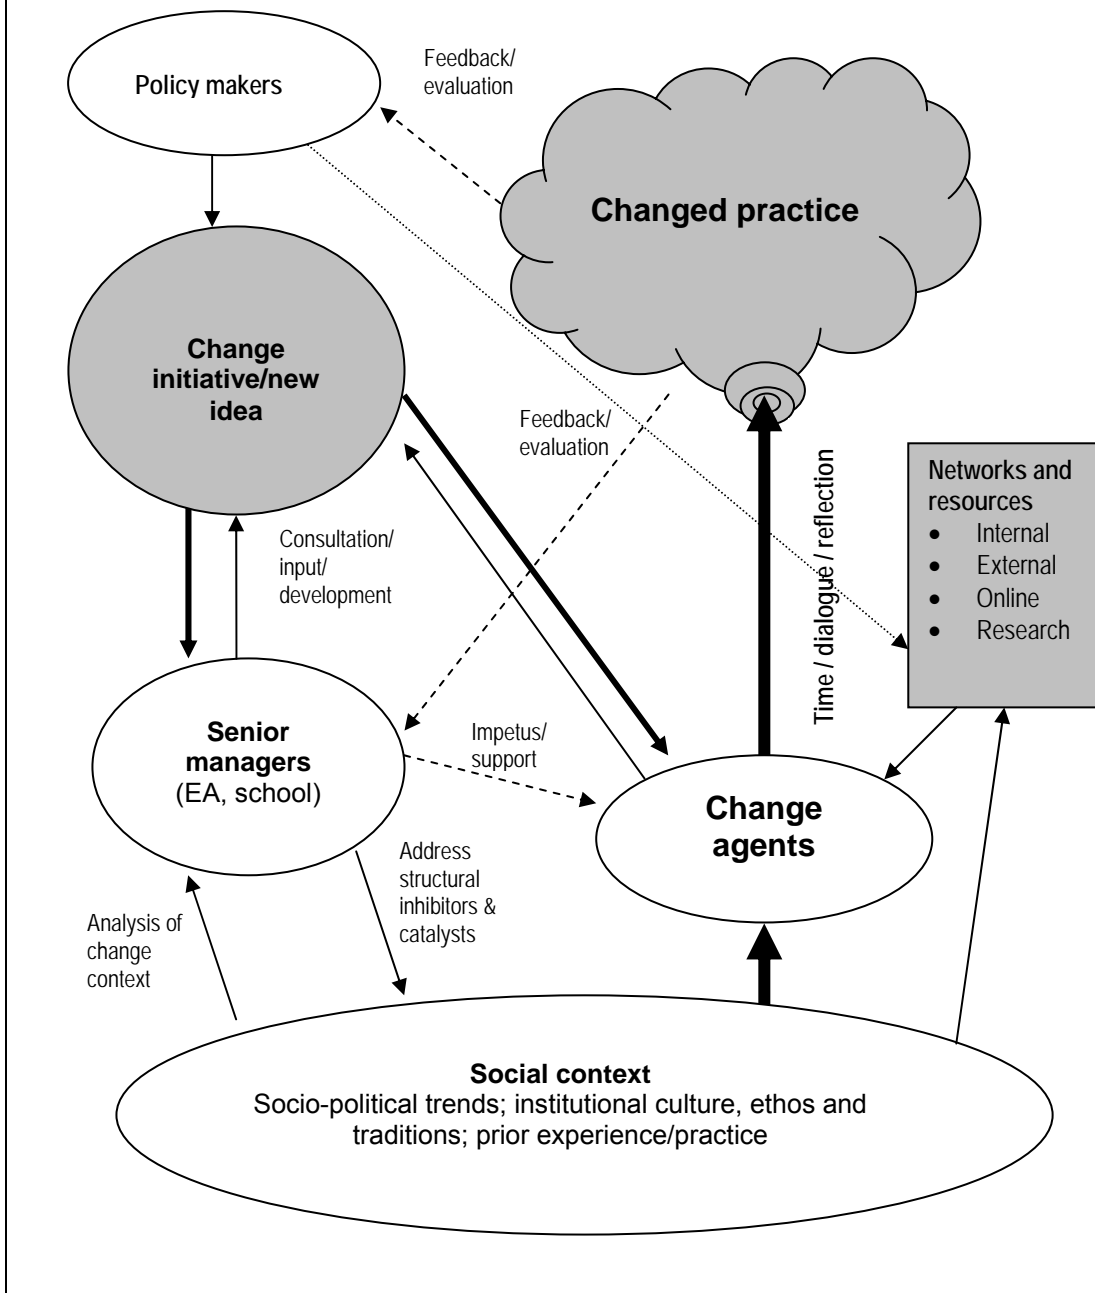 Policy makers
Feedback/
evaluation
Changed practice
Change
initiative/new
idea
Feedback/
evaluation
Networks and
resources
• Internal
• External
• Online
• Research
Time / dialogue / reflection
Consultation/
input/
development
Senior
managers
(EA, school)
Impetus/
support
Change
agents
Address
structural
inhibitors &
catalysts
Analysis of
change
context
Social context
Socio-political trends; institutional culture, ethos and
traditions; prior experience/practice